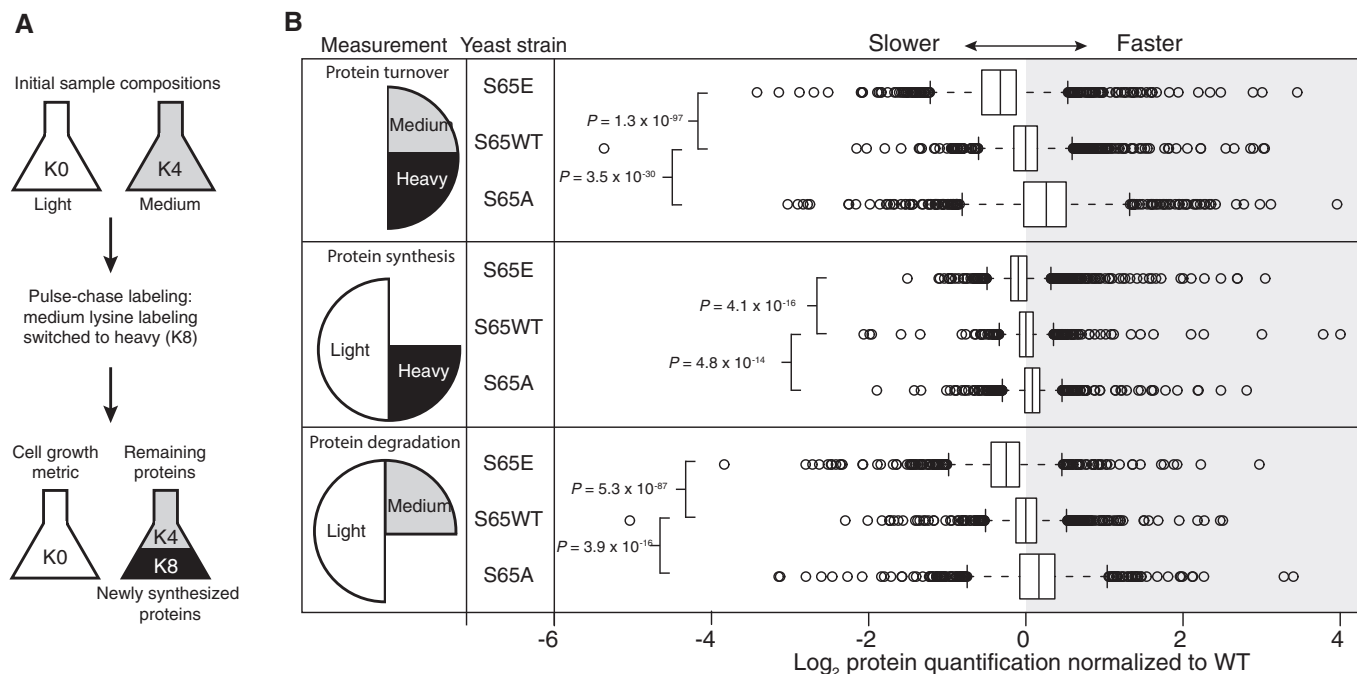 A
Initial sample compositions
K0
K4
Light
Medium
Pulse-chase labeling:
medium lysine labeling
switched to heavy (K8)
Cell growth
metric
Remaining
proteins
K0
K4
K8
Newly synthesized
proteins
B
Measurement
Yeast strain
Slower
Faster
Protein turnover
Medium
Heavy
S65E
S65WT
S65A
P = 1.3 x 10-97
P = 3.5 x 10-30
Protein synthesis
Light
Heavy
S65E
S65WT
S65A
P = 4.1 x 10-16
P = 4.8 x 10-14
Protein degradation
Light
Medium
S65E
S65WT
S65A
P = 5.3 x 10-87
P = 3.9 x 10-16
-6
-4
-2
0
2
4
Log2 protein quantification normalized to WT